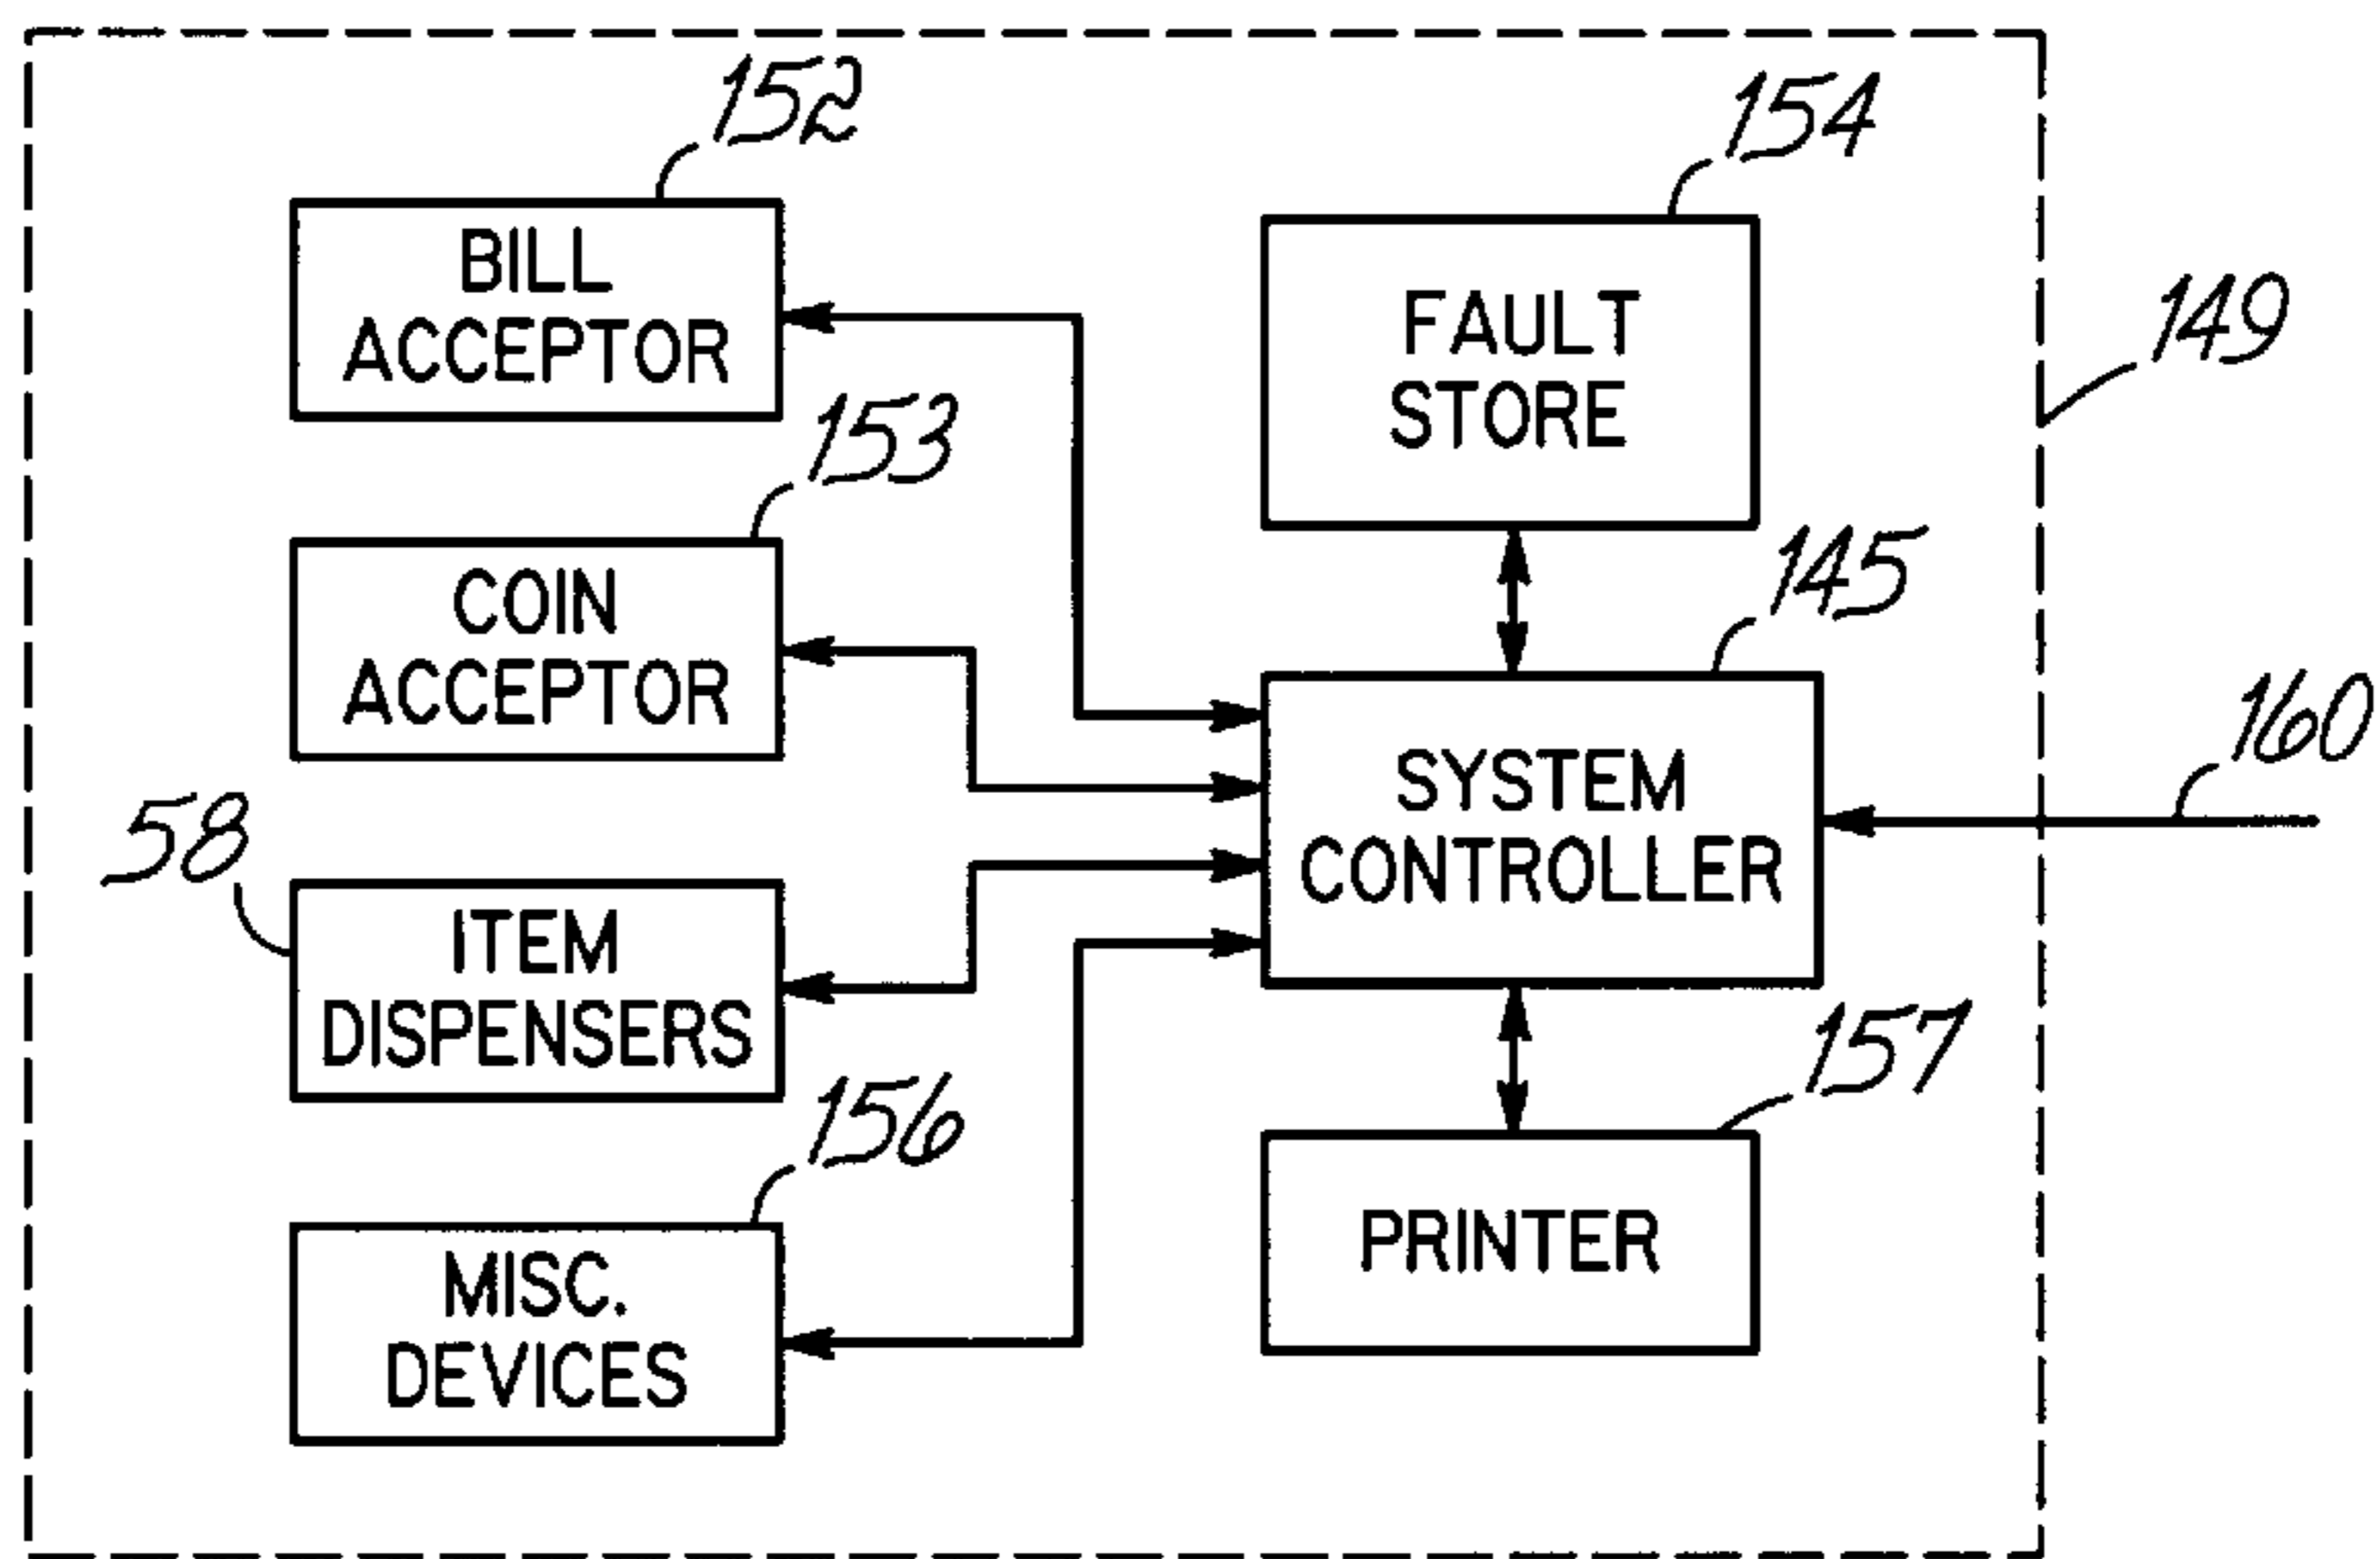 152
BILL
ACCEPTOR
154
FAULT
STORE
149
153
COIN
ACCEPTOR
145
SYSTEM
CONTROLLER
160
58
ITEM
DISPENSERS
156
MISC.
DEVICES
157
PRINTER